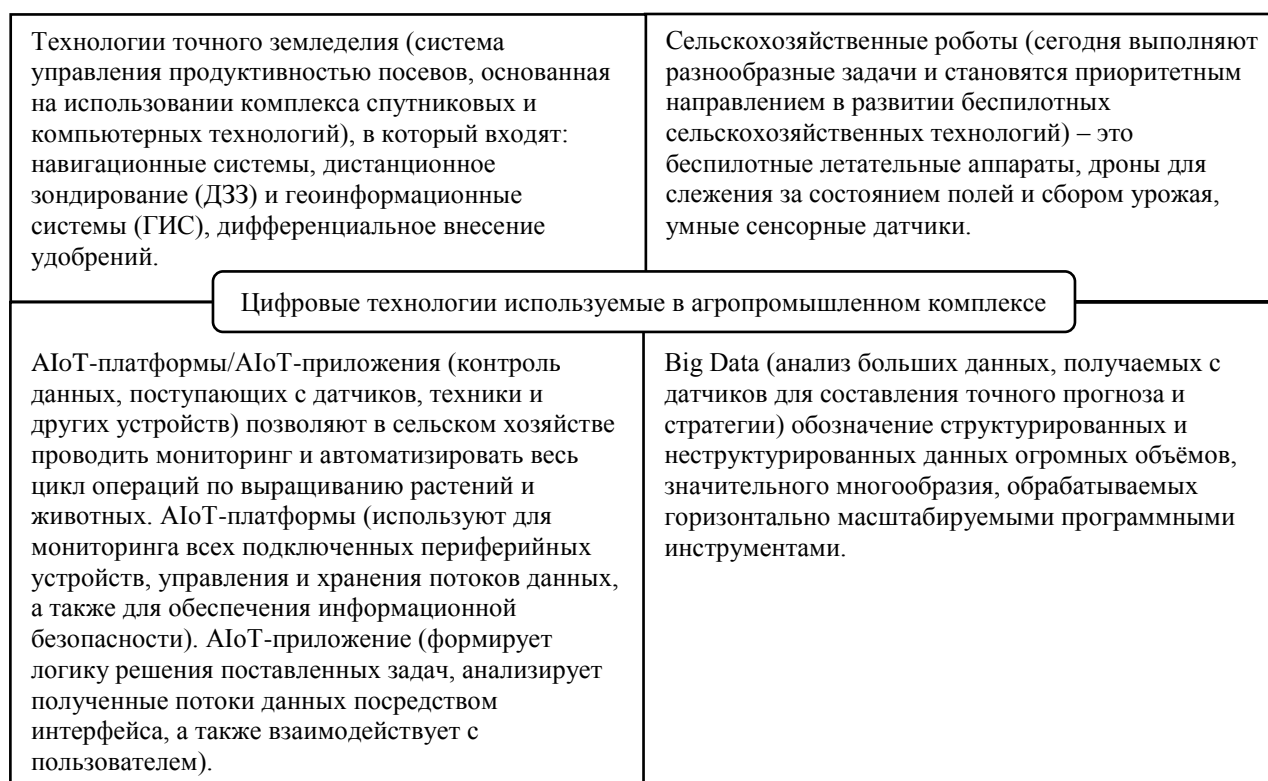 Технологии точного земледелия (система
управления продуктивностью посевов, основанная
на использовании комплекса спутниковых и
компьютерных технологий), в который входят:
навигационные системы, дистанционное
зондирование (ДЗЗ) и геоинформационные
системы (ГИС), дифференциальное внесение
удобрений.
Сельскохозяйственные роботы (сегодня выполняют
разнообразные задачи и становятся приоритетным
направлением в развитии беспилотных
сельскохозяйственных технологий) – это
беспилотные летательные аппараты, дроны для
слежения за состоянием полей и сбором урожая,
умные сенсорные датчики.
Цифровые технологии используемые в агропромышленном комплексе
AIoT-платформы/AIoT-приложения (контроль
данных, поступающих с датчиков, техники и
других устройств) позволяют в сельском хозяйстве
проводить мониторинг и автоматизировать весь
цикл операций по выращиванию растений и
животных. AIoT-платформы (используют для
мониторинга всех подключенных периферийных
устройств, управления и хранения потоков данных,
а также для обеспечения информационной
безопасности). AIoT-приложение (формирует
логику решения поставленных задач, анализирует
полученные потоки данных посредством
интерфейса, а также взаимодействует с
пользователем).
Big Data (анализ больших данных, получаемых с
датчиков для составления точного прогноза и
стратегии) обозначение структурированных и
неструктурированных данных огромных объёмов,
значительного многообразия, обрабатываемых
горизонтально масштабируемыми программными
инструментами.